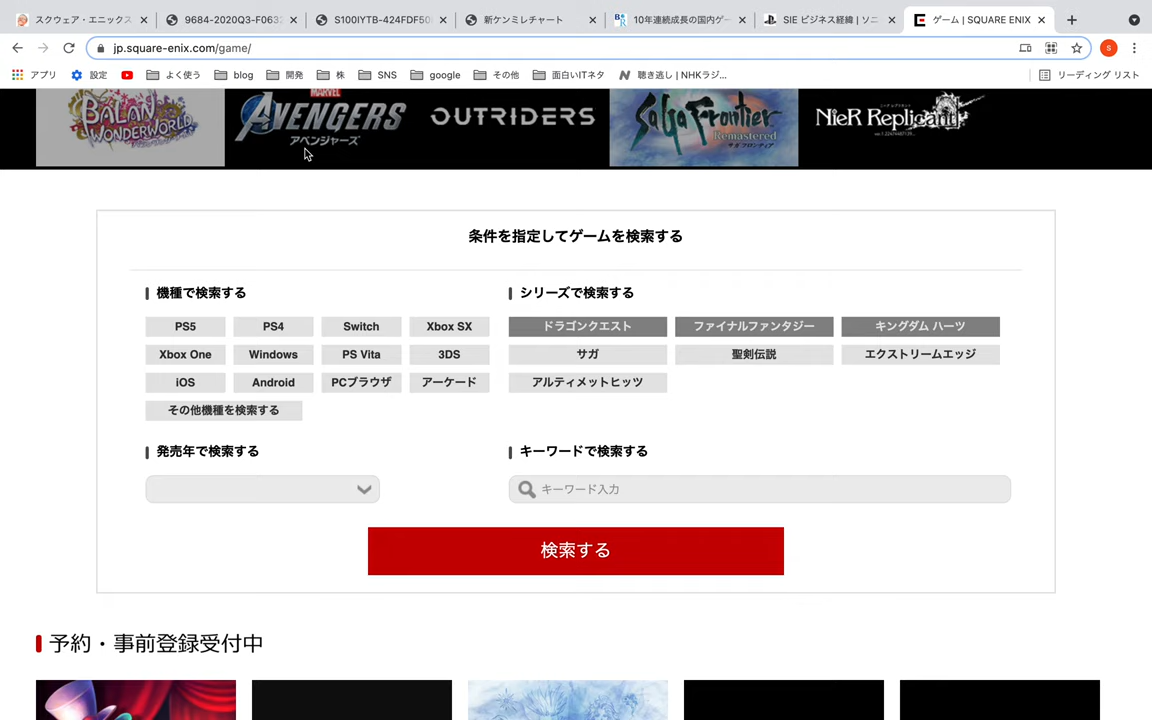 スクウェア・エニックス
9684-2020Q3-F063
S100IYTB-424FDF50
新ケンミレチャート
10年連続成長の国内ゲー
SIE ビジネス経緯 | ソニ
ゲーム | SQUARE ENIX
jp.square-enix.com/game/
S
アプリ
設定
よく使う
blog
開発
株
SNS
google
その他
面白いITネタ
聴き逃し | NHKラジ...
リーディング リスト
BALAN WONDERWORLD
MARVEL AVENGERS
アベンジャーズ
OUTRIDERS
SaGa Frontier Remastered
サガ フロンティア
NieR Replicant
条件を指定してゲームを検索する
機種で検索する
シリーズで検索する
PS5
PS4
Switch
Xbox SX
ドラゴンクエスト
ファイナルファンタジー
キングダム ハーツ
Xbox One
Windows
PS Vita
3DS
サガ
聖剣伝説
エクストリームエッジ
iOS
Android
PCブラウザ
アーケード
アルティメットヒッツ
その他機種を検索する
発売年で検索する
キーワードで検索する
キーワード入力
検索する
予約・事前登録受付中